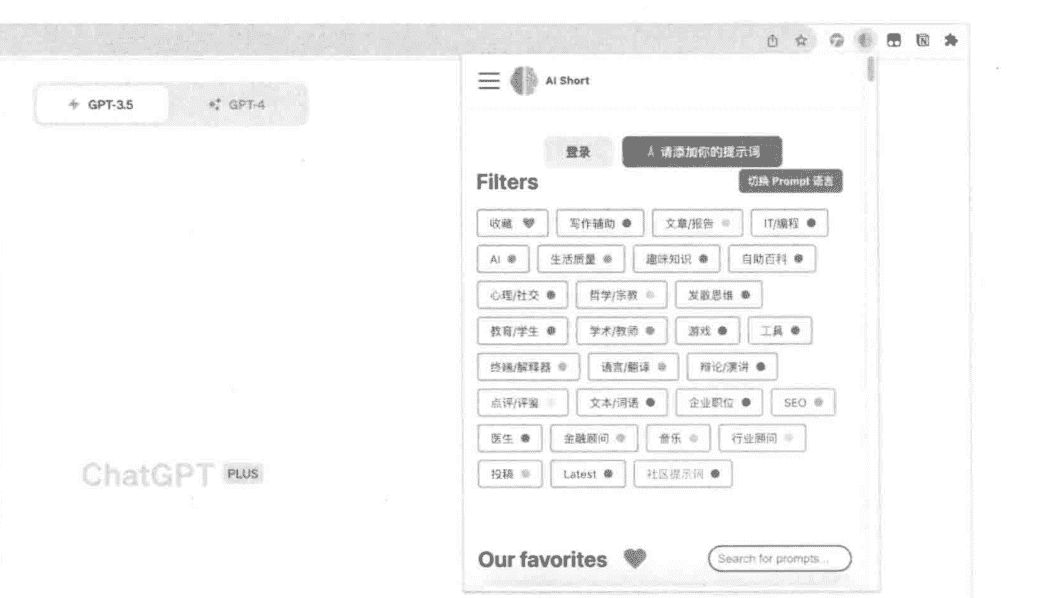 AI Short
GPT-3.5 GPT-4
登录 请添加你的提示词
Filters 切换 Prompt 语言
收藏 写作辅助 文章/报告 IT/编程
AI 生活质量 趣味知识 自助百科
心理/社交 哲学/宗教 发散思维
教育/学生 学术/教师 游戏 工具
终端/解释器 语言/翻译 辩论/演讲
点评/评鉴 文本/词语 企业职位 SEO
医生 金融顾问 音乐 行业顾问
投稿 Latest 社区提示词
ChatGPT PLUS
Our favorites Search for prompts...